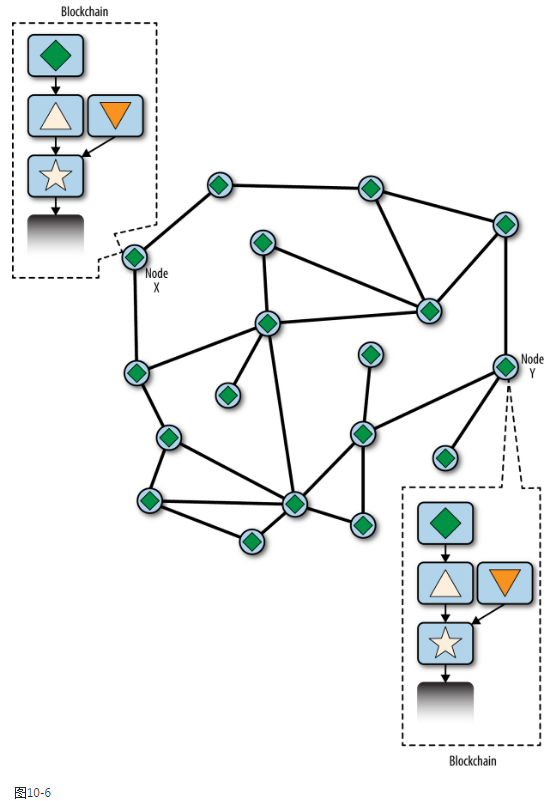 Blockchain
Node
X
Node
Y
Blockchain
图10-6